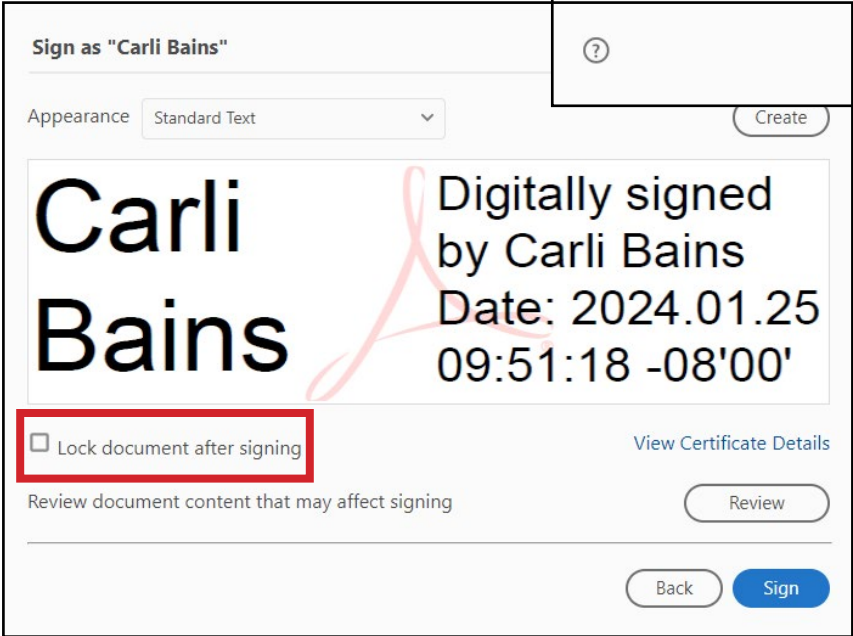 Sign as "Carli Bains"
?
Appearance Standard Text Create
Carli
Bains
Digitally signed
by Carli Bains
Date: 2024.01.25
09:51:18 -08'00'
Lock document after signing
View Certificate Details
Review document content that may affect signing Review
Back Sign